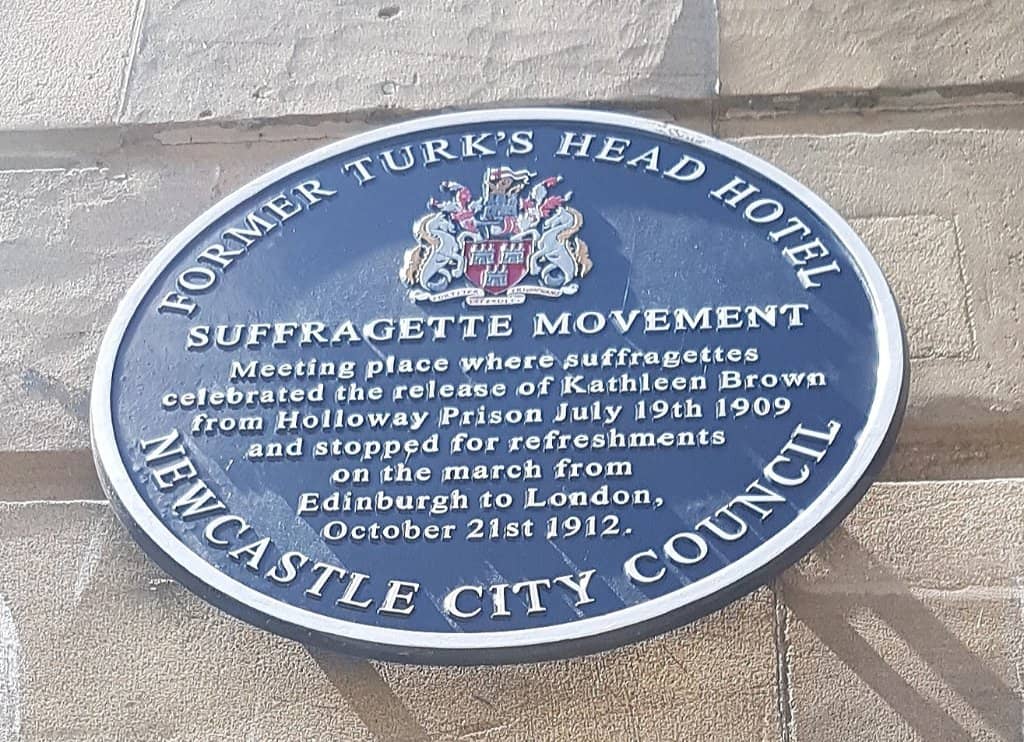 FORMER TURK'S HEAD HOTEL
SUFFRAGETTE MOVEMENT
Meeting place where suffragettes
celebrated the release of Kathleen Brown
from Holloway Prison July 19th 1909
and stopped for refreshments
on the march from
Edinburgh to London,
October 21st 1912.
NEWCASTLE CITY COUNCIL